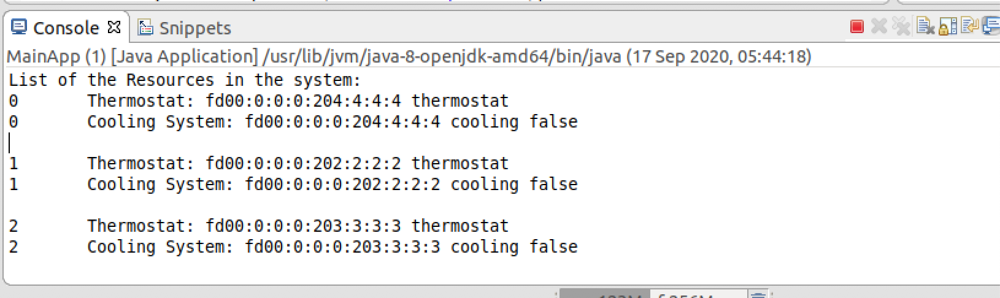 Console Snippets
MainApp (1) [Java Application] /usr/lib/jvm/java-8-openjdk-amd64/bin/java (17 Sep 2020, 05:44:18)
List of the Resources in the system:
0 Thermostat: fd00:0:0:0:204:4:4:4 thermostat
0 Cooling System: fd00:0:0:0:204:4:4:4 cooling false
1 Thermostat: fd00:0:0:0:202:2:2:2 thermostat
1 Cooling System: fd00:0:0:0:202:2:2:2 cooling false
2 Thermostat: fd00:0:0:0:203:3:3:3 thermostat
2 Cooling System: fd00:0:0:0:203:3:3:3 cooling false